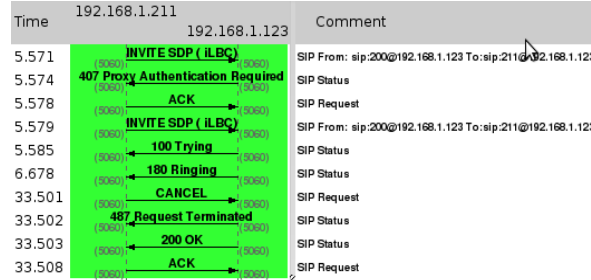 Time 192.168.1.211 192.168.1.123 Comment
5.571 INVITE SDP ( iLBC) (5060) (5060) SIP From: sip:200@192.168.1.123 To:sip:211@192.168.1.123
5.574 407 Proxy Authentication Required (5060) (5060) SIP Status
5.578 ACK (5060) (5060) SIP Request
5.579 INVITE SDP ( iLBC) (5060) (5060) SIP From: sip:200@192.168.1.123 To:sip:211@192.168.1.123
5.585 100 Trying (5060) (5060) SIP Status
6.678 180 Ringing (5060) (5060) SIP Status
33.501 CANCEL (5060) (5060) SIP Request
33.502 487 Request Terminated (5060) (5060) SIP Status
33.503 200 OK (5060) (5060) SIP Status
33.508 ACK (5060) (5060) SIP Request